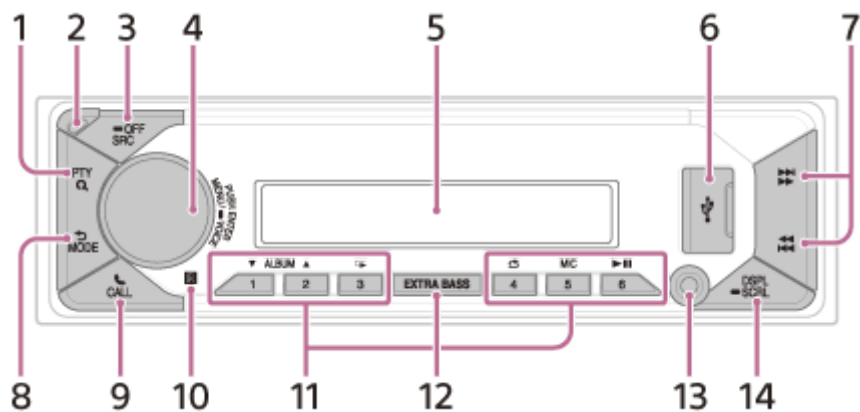 1 2 3 4 5 6 7
OFF
SRC
PTY
PUSH ENTER
MENU / VOICE
MODE
CALL
ALBUM
MIC
1 2 3 EXTRA BASS 4 5 6
DSPL
SCRL
8 9 10 11 12 13 14